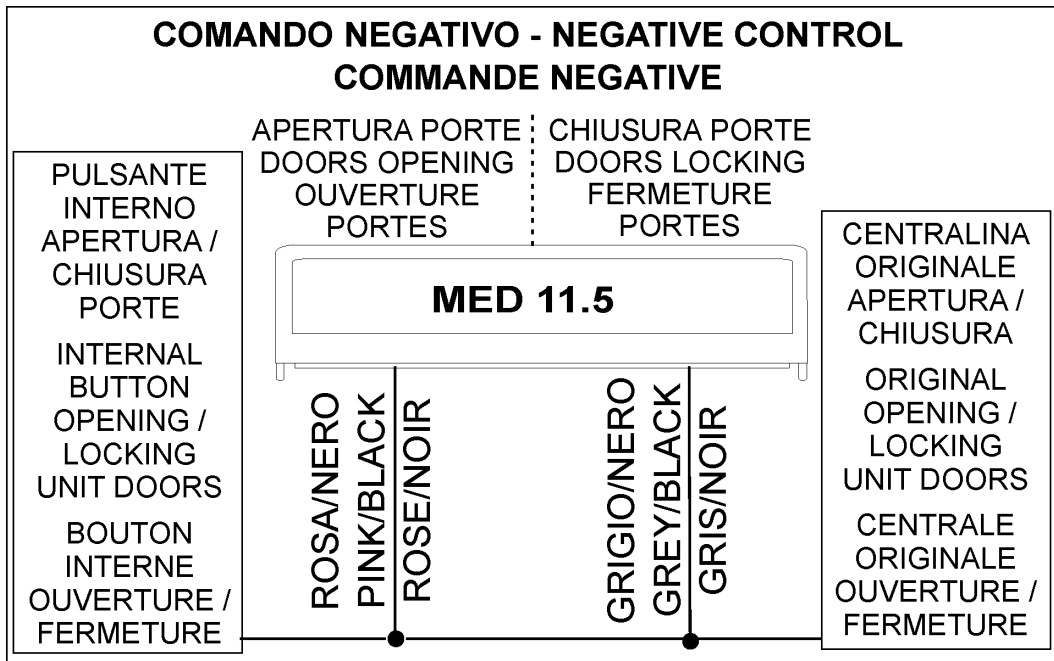 COMANDO NEGATIVO - NEGATIVE CONTROL
COMMANDE NEGATIVE
APERTURA PORTE
DOORS OPENING
OUVERTURE
PORTES
CHIUSURA PORTE
DOORS LOCKING
FERMETURE
PORTES
PULSANTE
INTERNO
APERTURA /
CHIUSURA
PORTE
INTERNAL
BUTTON
OPENING /
LOCKING
UNIT DOORS
BOUTON
INTERNE
OUVERTURE /
FERMETURE
MED 11.5
ROSA/NERO
PINK/BLACK
ROSE/NOIR
GRIGIO/NERO
GREY/BLACK
GRIS/NOIR
CENTRALINA
ORIGINALE
APERTURA /
CHIUSURA
ORIGINAL
OPENING /
LOCKING
UNIT DOORS
CENTRALE
ORIGINALE
OUVERTURE /
FERMETURE